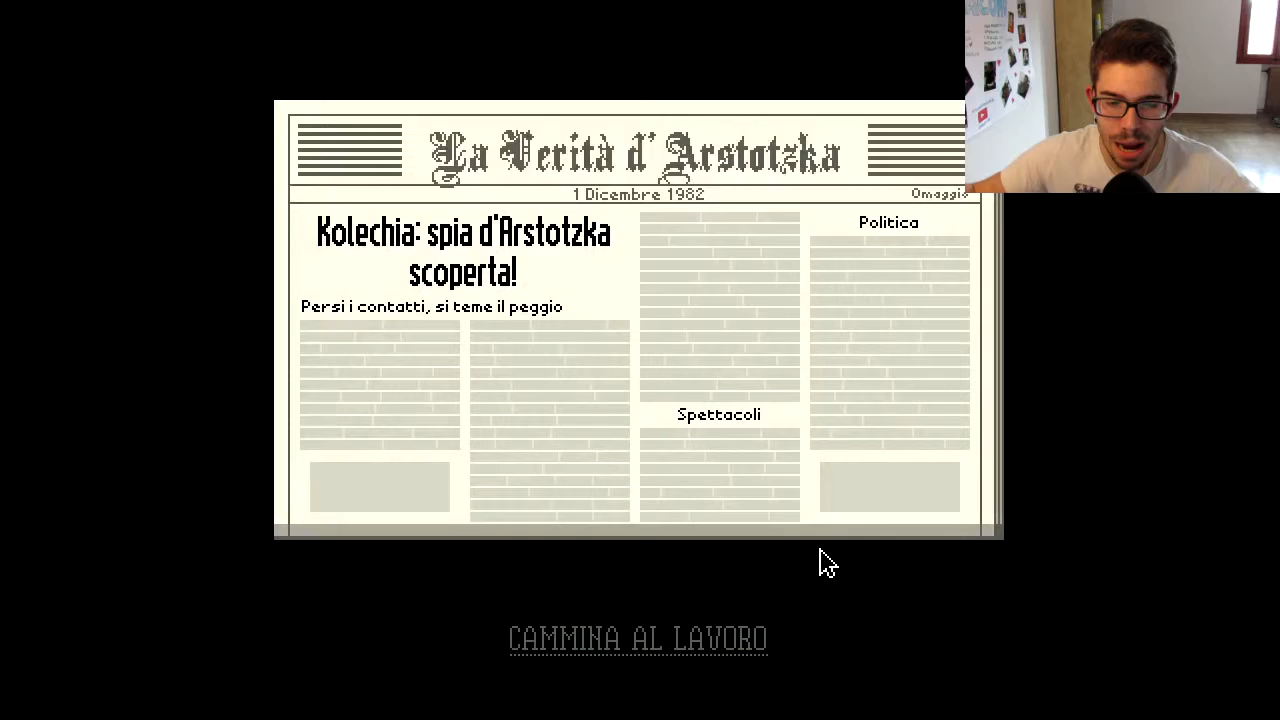 La Verità d'Arstotzka
1 Dicembre 1982
Omaggio
Kolechia: spia d'Arstotzka
scoperta!
Persi i contatti, si teme il peggio
Politica
Spettacoli
CAMMINA AL LAVORO